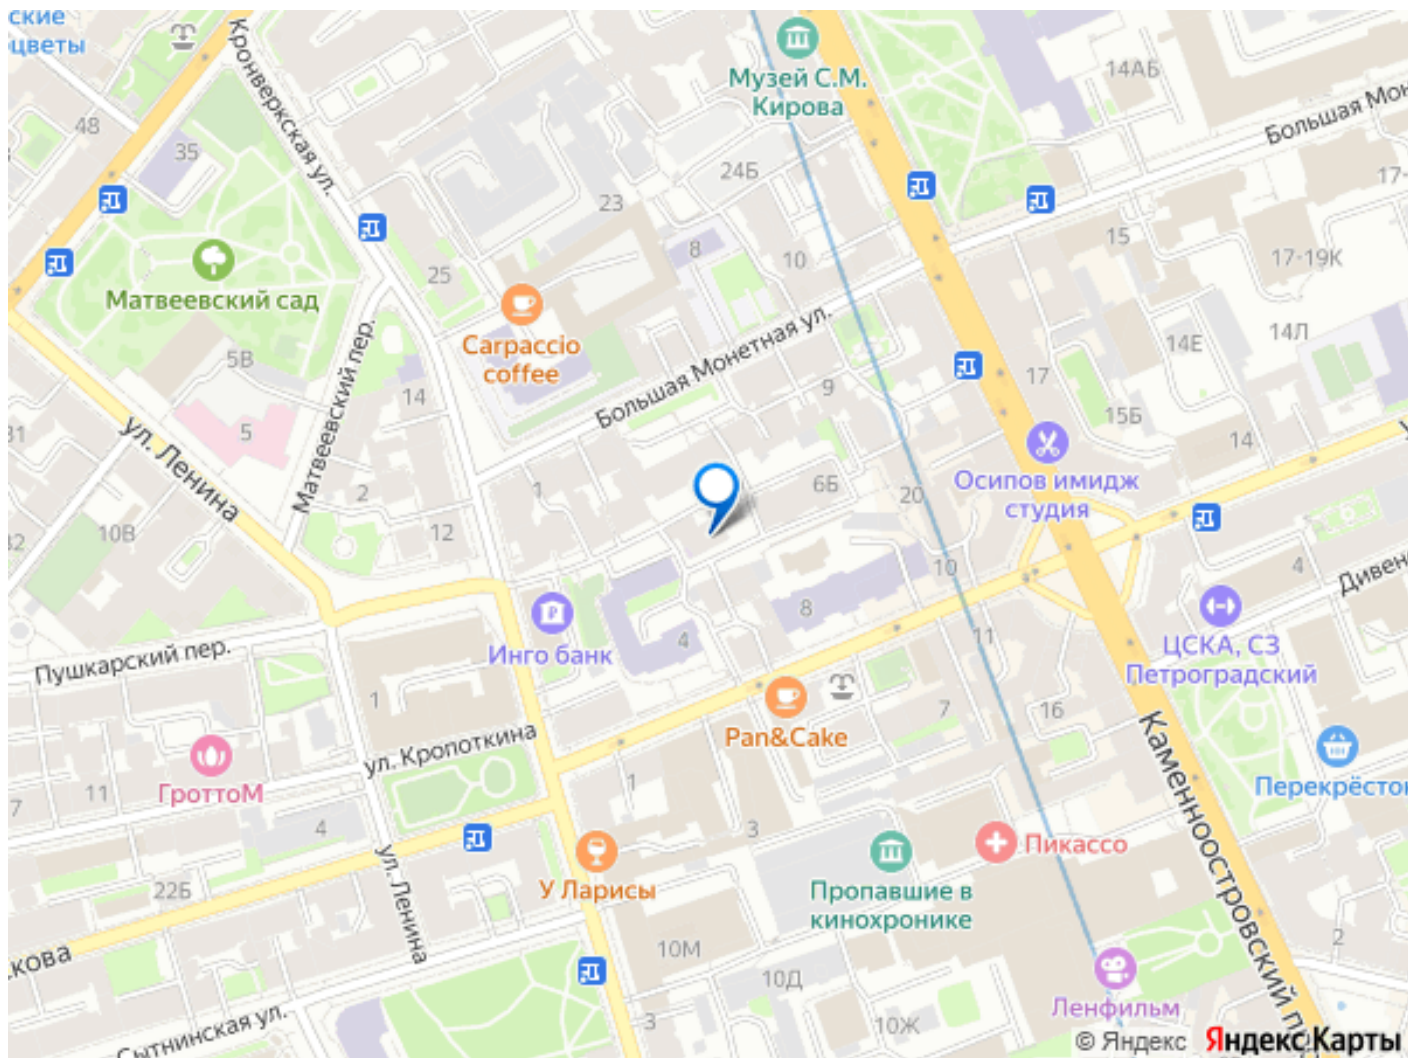 ские
цветы
Кронверкская ул.
48
35
Музей С.М.
Кирова
14АБ
Большая Мон
24Б
23
17-
8
10
15
17-19К
25
Матвеевский сад
Carpaccio
coffee
Большая Монетная ул.
14Е
14Л
5В
Матвеевский пер.
14
9
17
15Б
31
5
ул. Ленина
14
Осипов имидж
студия
2
1
6Б
20
32
10В
12
10
4
Дивен
8
11
ЦСКА, СЗ
Петроградский
Пушкарский пер.
Инго банк
4
1
16
7
ул. Кропоткина
Pan&Cake
Каменноостровский п
Перекрёсток
ГроттоМ
7
11
1
4
3
Пикассо
У Ларисы
Пропавшие в
кинохронике
22Б
ул. Ленина
кова
10М
2
10Д
Ленфильм
3
10Ж
Сытнинская ул.
© Яндекс Яндекс Карты